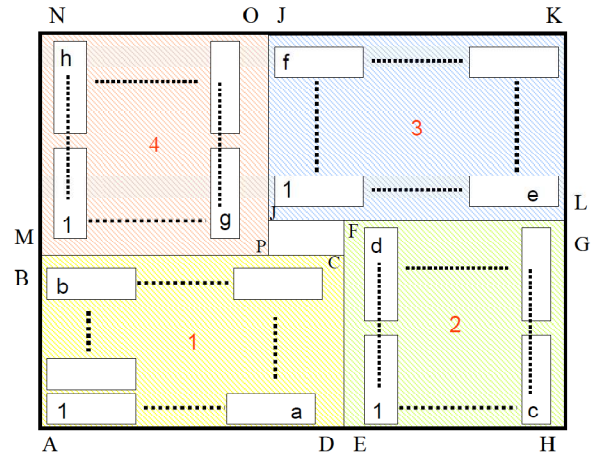 N O J K
h f
4 3
1 e
1 g J L
M P F G
B C d
b
1 2
1 a 1 c
A D E H